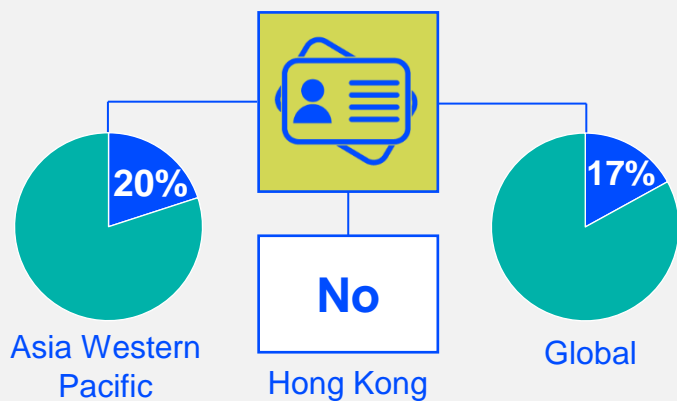 20%
17%
No
Asia Western
Pacific
Hong Kong
Global